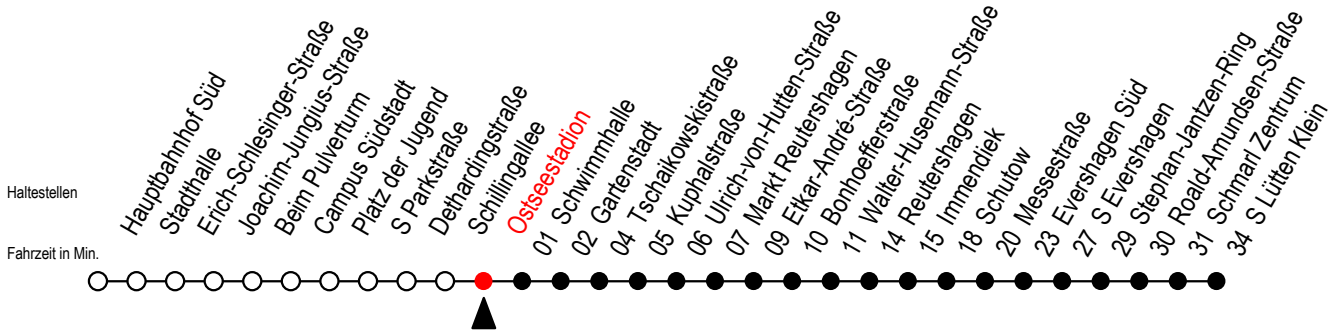 Haltestellen
Fahrzeit in Min.
Hauptbahnhof Süd
Stadthalle
Erich-Schlesinger-Straße
Joachim-Jungius-Straße
Beim Pulverturm
Campus Südstadt
Platz der Jugend
S Parkstraße
Dethardingstraße
Schillingallee
Ostseestadion
01 Schwimmhalle
02 Gartenstadt
04 Tschaikowskistraße
05 Kuphalstraße
06 Ulrich-von-Hutten-Straße
07 Markt Reutershagen
09 Etkar-André-Straße
10 Bonhoefferstraße
11 Walter-Husemann-Straße
14 Reutershagen
15 Immendiek
18 Schutow
20 Messestraße
23 Evershagen Süd
27 S Evershagen
29 Stephan-Jantzen-Ring
30 Roald-Amundsen-Straße
31 Schmarl Zentrum
34 S Lütten Klein